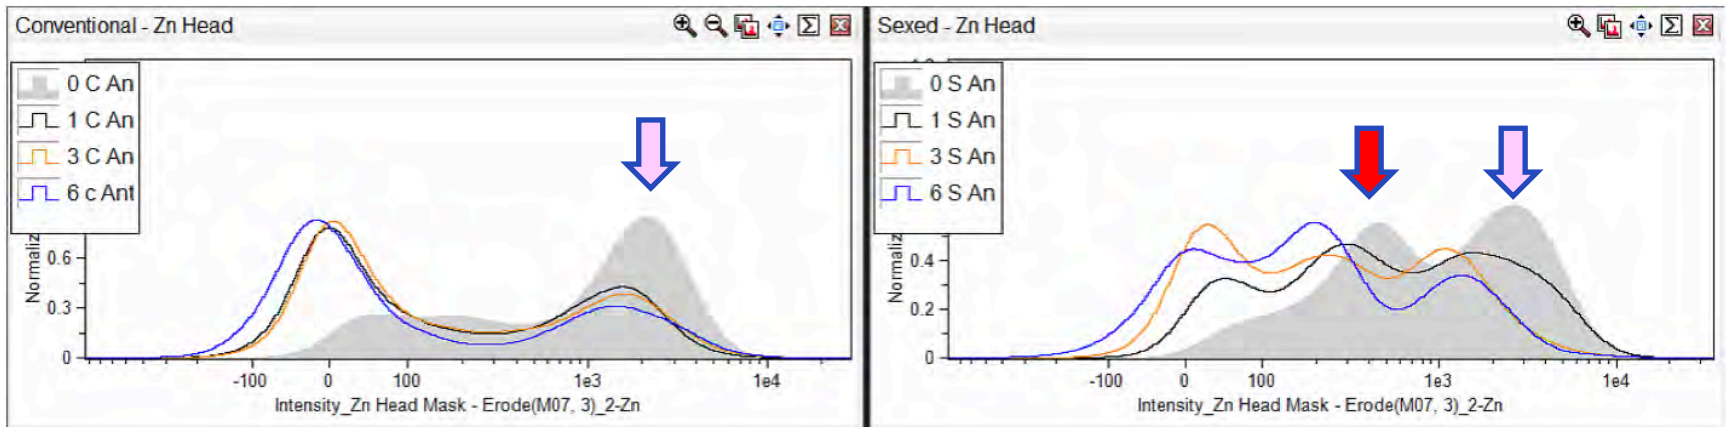 Conventional - Zn Head
0 C An
1 C An
3 C An
6 c Ant
Normaliz
0.6
0.3
0
-100 0 100 1e3 1e4
Intensity_Zn Head Mask - Erode(M07, 3)_2-Zn
Sexed - Zn Head
0 S An
1 S An
3 S An
6 S An
Normaliz
0.4
0.2
0
-100 0 100 1e3 1e4
Intensity_Zn Head Mask - Erode(M07, 3)_2-Zn